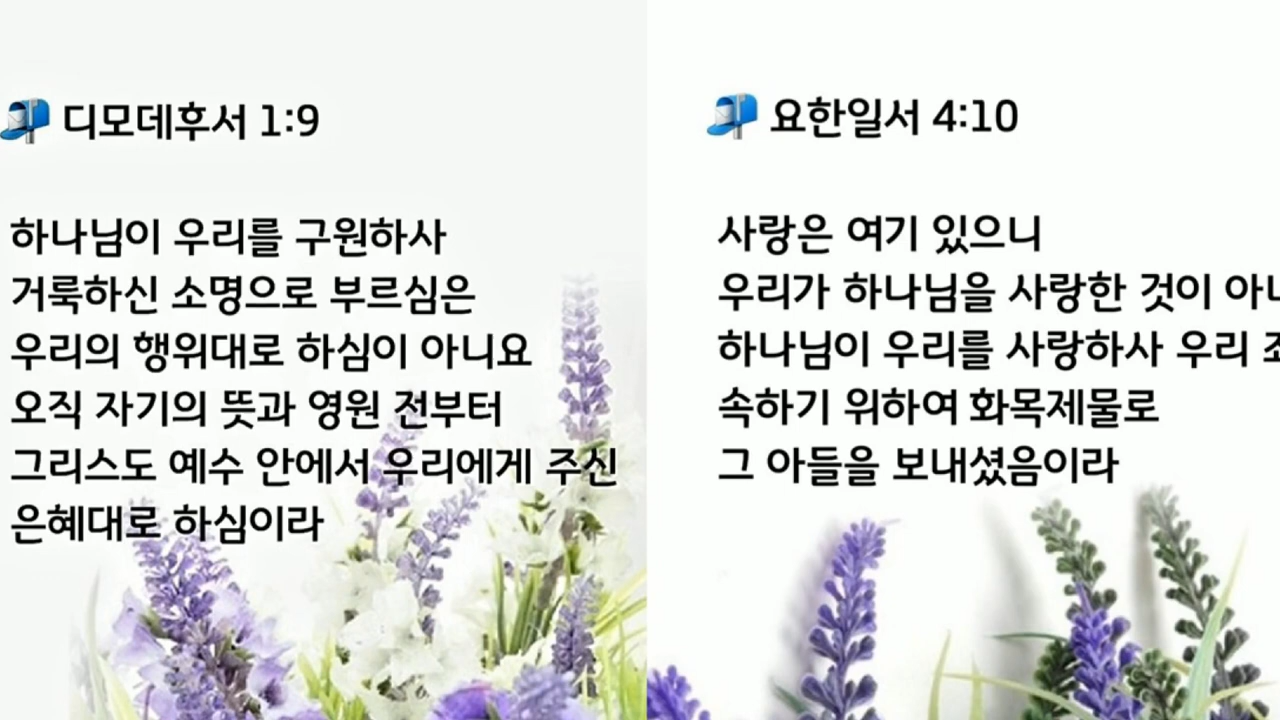 디모데후서 1:9
하나님이 우리를 구원하사
거룩하신 소명으로 부르심은
우리의 행위대로 하심이 아니요
오직 자기의 뜻과 영원 전부터
그리스도 예수 안에서 우리에게 주신
은혜대로 하심이라
요한일서 4:10
사랑은 여기 있으니
우리가 하나님을 사랑한 것이
하나님이 우리를 사랑하사 우리
속하기 위하여 화목제물로
그 아들을 보내셨음이라